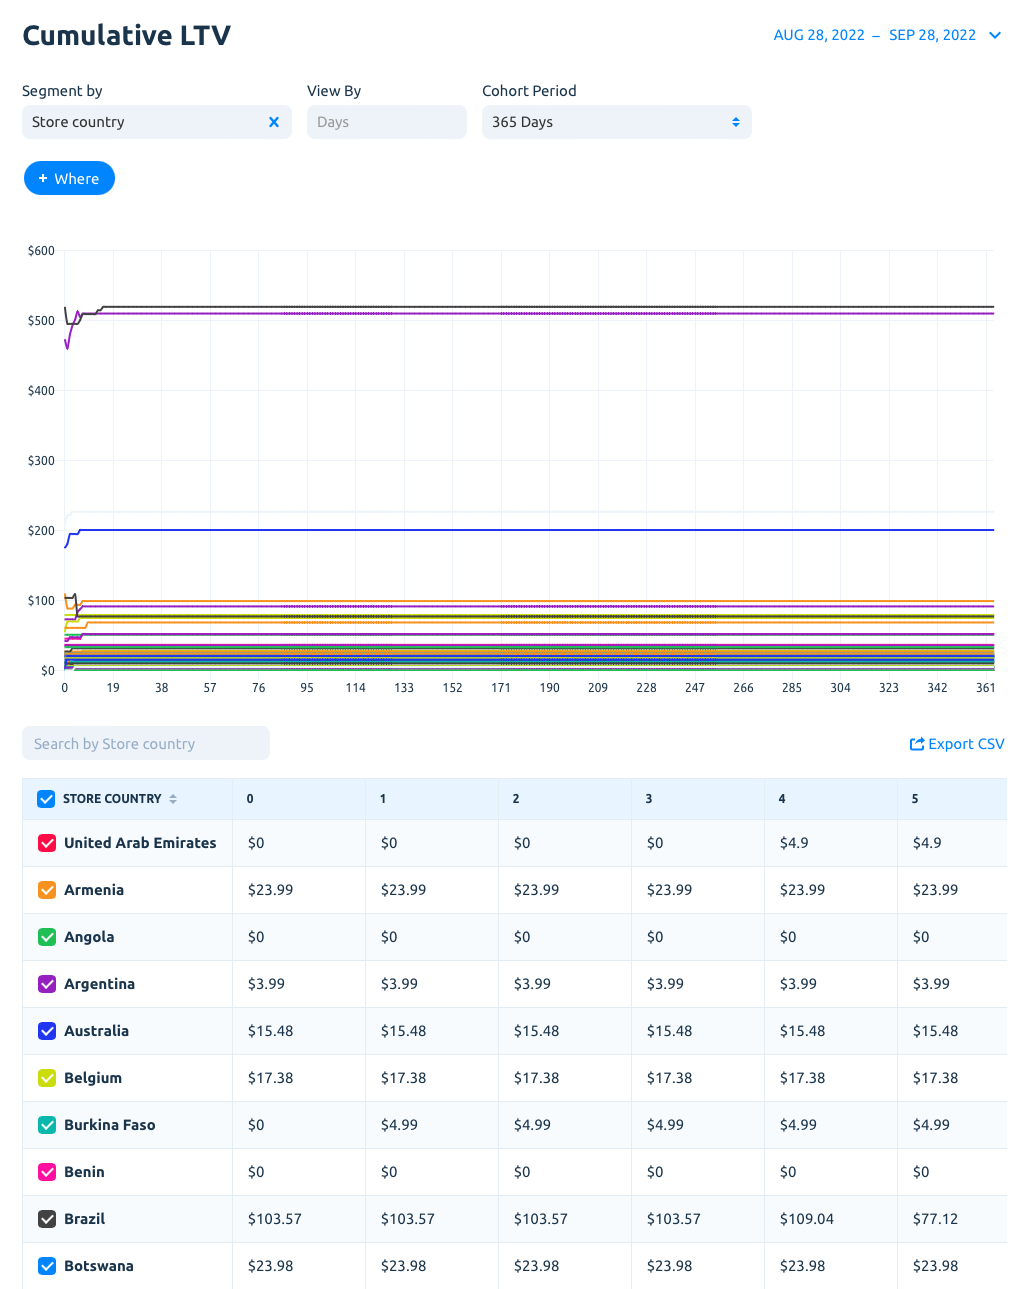 Cumulative LTV
AUG 28, 2022 – SEP 28, 2022
Segment by View By Cohort Period
Store country Days 365 Days
+ Where
$600
$500
$400
$300
$200
$100
$0
0 19 38 57 76 95 114 133 152 171 190 209 228 247 266 285 304 323 342 361
Search by Store country Export CSV
STORE COUNTRY 0 1 2 3 4 5
United Arab Emirates $0 $0 $0 $0 $4.9 $4.9
Armenia $23.99 $23.99 $23.99 $23.99 $23.99 $23.99
Angola $0 $0 $0 $0 $0 $0
Argentina $3.99 $3.99 $3.99 $3.99 $3.99 $3.99
Australia $15.48 $15.48 $15.48 $15.48 $15.48 $15.48
Belgium $17.38 $17.38 $17.38 $17.38 $17.38 $17.38
Burkina Faso $0 $4.99 $4.99 $4.99 $4.99 $4.99
Benin $0 $0 $0 $0 $0 $0
Brazil $103.57 $103.57 $103.57 $103.57 $109.04 $77.12
Botswana $23.98 $23.98 $23.98 $23.98 $23.98 $23.98